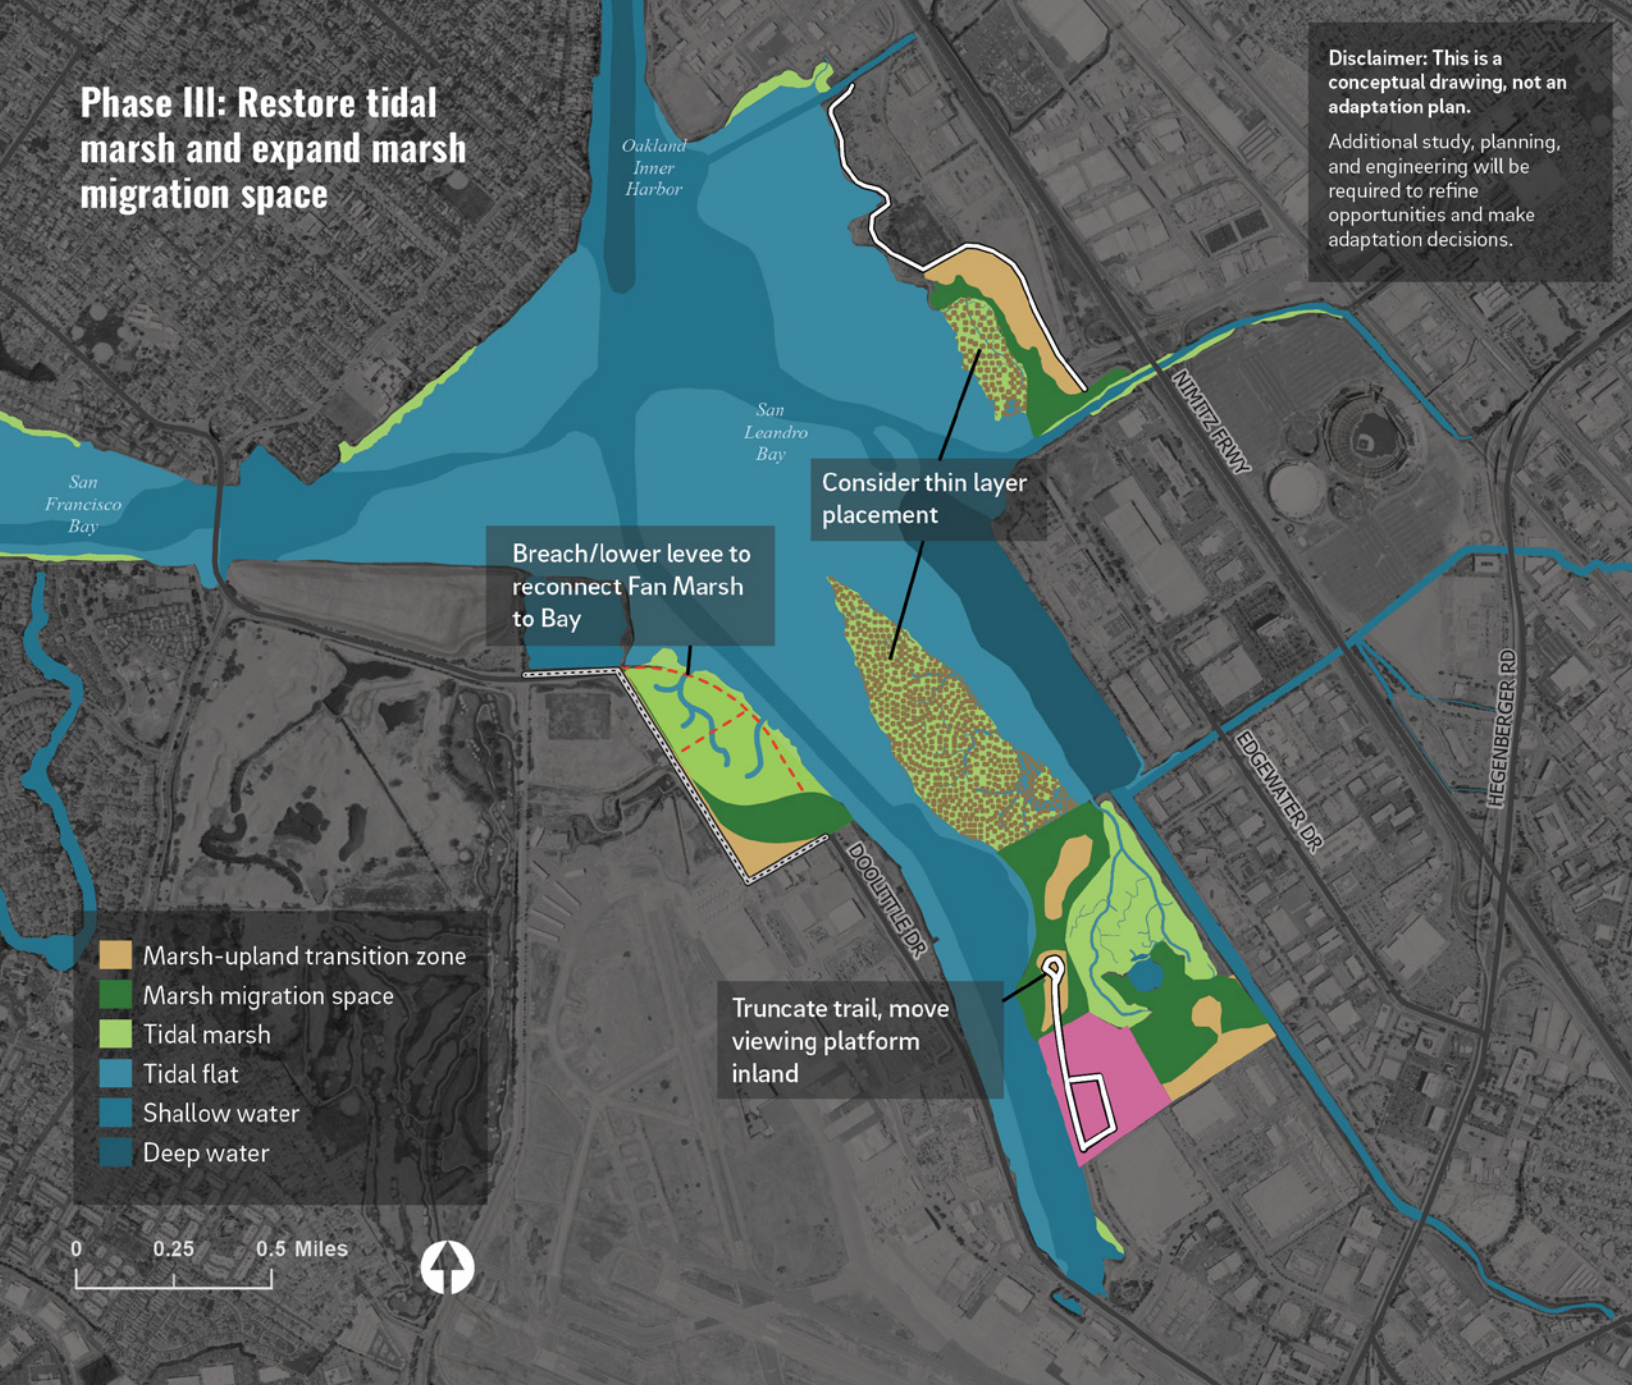 Phase III: Restore tidal
marsh and expand marsh
migration space
Disclaimer: This is a
conceptual drawing, not an
adaptation plan.
Additional study, planning,
and engineering will be
required to refine
opportunities and make
adaptation decisions.
Oakland
Inner
Harbor
San
Leandro
Bay
San
Francisco
Bay
NIMITZ FRWY
Consider thin layer
placement
Breach/lower levee to
reconnect Fan Marsh
to Bay
HEGENBERGER RD
EDGEWATER DR
DOOLITTLE DR
Truncate trail, move
viewing platform
inland
Marsh-upland transition zone
Marsh migration space
Tidal marsh
Tidal flat
Shallow water
Deep water
0 0.25 0.5 Miles